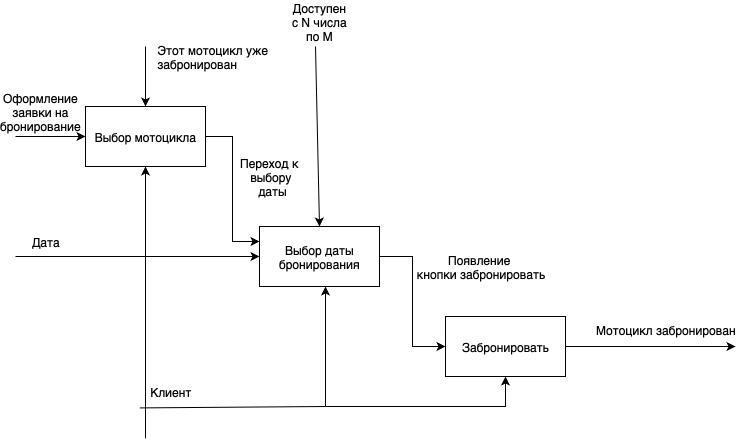 Доступен
с N числа
по М
Этот мотоцикл уже
забронирован
Оформление
заявки на
бронирование
Выбор мотоцикла
Переход к
выбору
даты
Дата
Выбор даты
бронирования
Появление
кнопки забронировать
Забронировать
Мотоцикл забронирован
Клиент